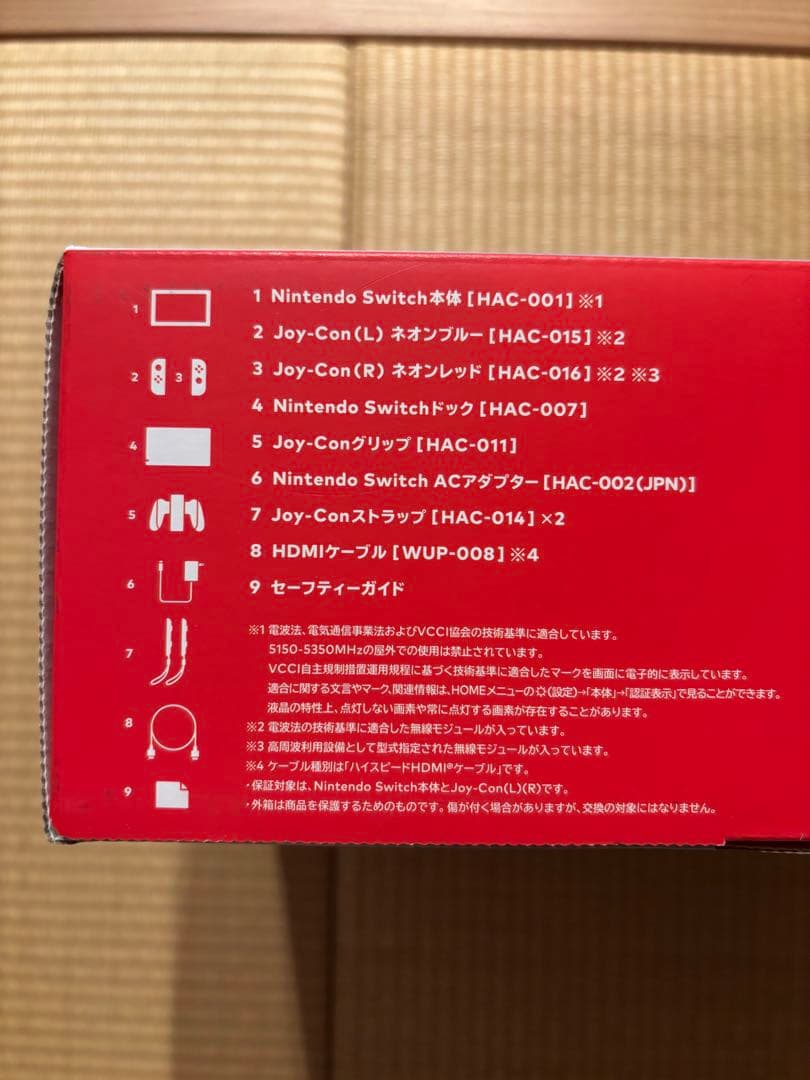 1 Nintendo Switch本体 [HAC-001] ※1
2 Joy-Con(L) ネオンブルー [HAC-015] ※2
3 Joy-Con(R) ネオンレッド [HAC-016] ※2 ※3
4 Nintendo Switchドック [HAC-007]
5 Joy-Conグリップ [HAC-011]
6 Nintendo Switch ACアダプター [HAC-002(JPN)]
7 Joy-Conストラップ [HAC-014] ×2
8 HDMIケーブル [WUP-008] ※4
9 セーフティーガイド
1
2 3
4
5
6
7
8
9
※1 電波法、電気通信事業法およびVCCI協会の技術基準に適合しています。
5150-5350MHzの屋外での使用は禁止されています。
VCCI自主規制措置運用規程に基づく技術基準に適合したマークを画面に電子的に表示しています。
適合に関する文言やマーク、関連情報は、HOMEメニューの(設定)→「本体」→「認証表示」で見ることができます。
液晶の特性上、点灯しない画素や常に点灯する画素が存在することがあります。
※2 電波法の技術基準に適合した無線モジュールが入っています。
※3 高周波利用設備として型式指定された無線モジュールが入っています。
※4 ケーブル種別は「ハイスピードHDMI®ケーブル」です。
・保証対象は、Nintendo Switch本体とJoy-Con(L)(R)です。
・外箱は商品を保護するためのものです。傷が付く場合がありますが、交換の対象にはなりません。